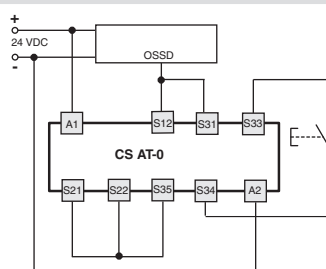 +
24 VDC
-
OSSD
A1 S12 S31 S33
CS AT-0
S21 S22 S35 S34 A2